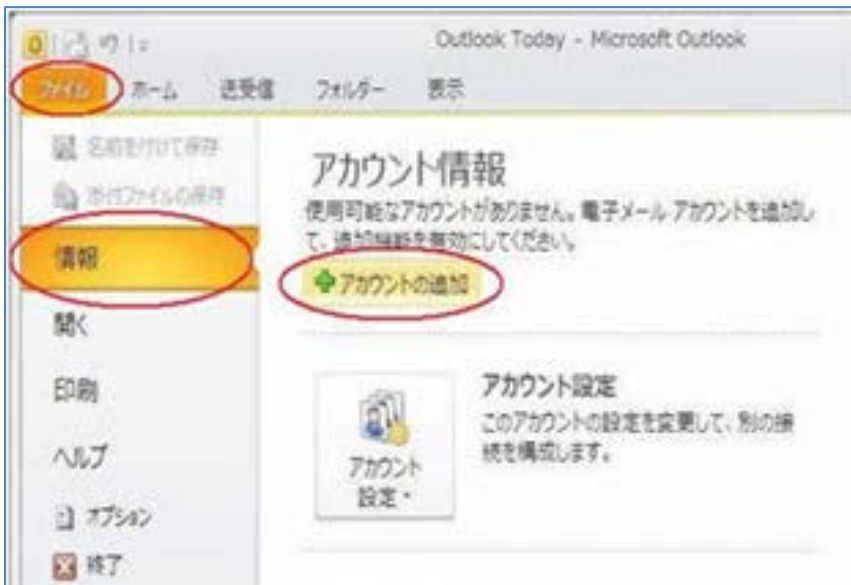 Outlook Today - Microsoft Outlook
ファイル ホーム 送受信 フォルダー 表示
名前を付けて保存
添付ファイルの保存
情報
開く
印刷
ヘルプ
オプション
終了
アカウント情報
使用可能なアカウントがありません。電子メール アカウントを追加し
て、追加機能を有効にしてください。
アカウントの追加
アカウント
設定
アカウント設定
このアカウントの設定を変更して、別の接
続を構成します。